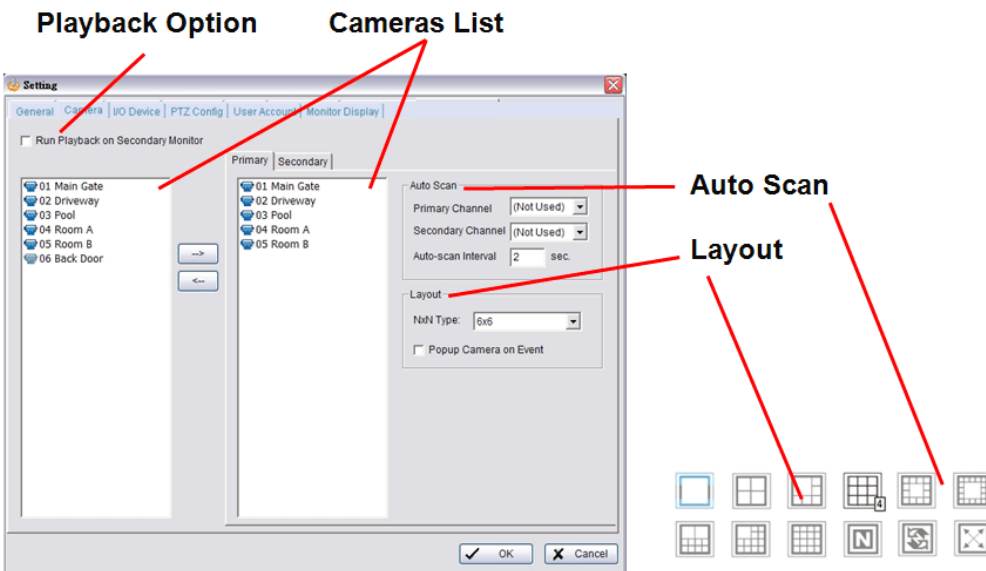 Playback Option
Cameras List
Setting
General Camera I/O Device PTZ Config User Account Monitor Display
Run Playback on Secondary Monitor
Primary Secondary
01 Main Gate
02 Driveway
03 Pool
04 Room A
05 Room B
06 Back Door
-->
<--
01 Main Gate
02 Driveway
03 Pool
04 Room A
05 Room B
Auto Scan
Primary Channel (Not Used)
Secondary Channel (Not Used)
Auto-scan Interval 2 sec.
Layout
NxN Type: 6x6
Popup Camera on Event
OK Cancel
Auto Scan
Layout
4
N